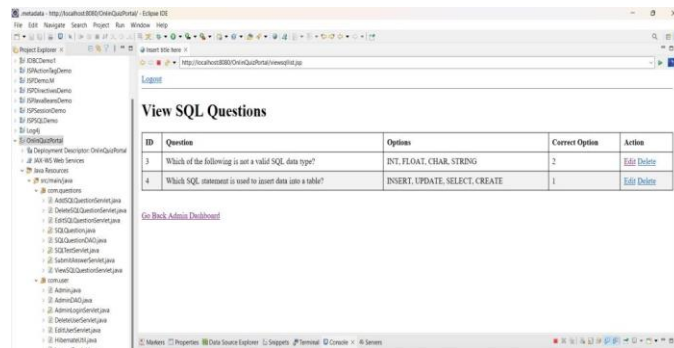 .metadata - http://localhost:8080/OnlinQuizPortal/ - Eclipse IDE
File Edit Navigate Search Project Run Window Help
Project Explorer
insert title here
http://localhost:8080/OnlinQuizPortal/viewsqllist.jsp
JDBCDemo1
JSPActionTagDemo
JSPDemo.M
JSPDirectivesDemo
JSPJavaBeansDemo
JSPSessionDemo
JSPSQLDemo
Log4j
OnlinQuizPortal
Deployment Descriptor: OnlinQuizPortal
JAX-WS Web Services
Java Resources
src/main/java
com.questions
AddSQLQuestionServlet.java
DeleteSQLQuestionServlet.java
EditSQLQuestionServlet.java
SQLQuestion.java
SQLQuestionDAO.java
SQLTestServlet.java
SubmitAnswerServlet.java
ViewSQLQuestionServlet.java
com.user
Admin.java
AdminDAO.java
AdminLoginServlet.java
DeleteUserServlet.java
EditUserServlet.java
HibernateUtil.java
Logout
View SQL Questions
ID Question Options Correct Option Action
3 Which of the following is not a valid SQL data type? INT, FLOAT, CHAR, STRING 2 Edit Delete
4 Which SQL statement is used to insert data into a table? INSERT, UPDATE, SELECT, CREATE 1 Edit Delete
Go Back Admin Dashboard
Markers Properties Data Source Explorer Snippets Terminal Console Servers